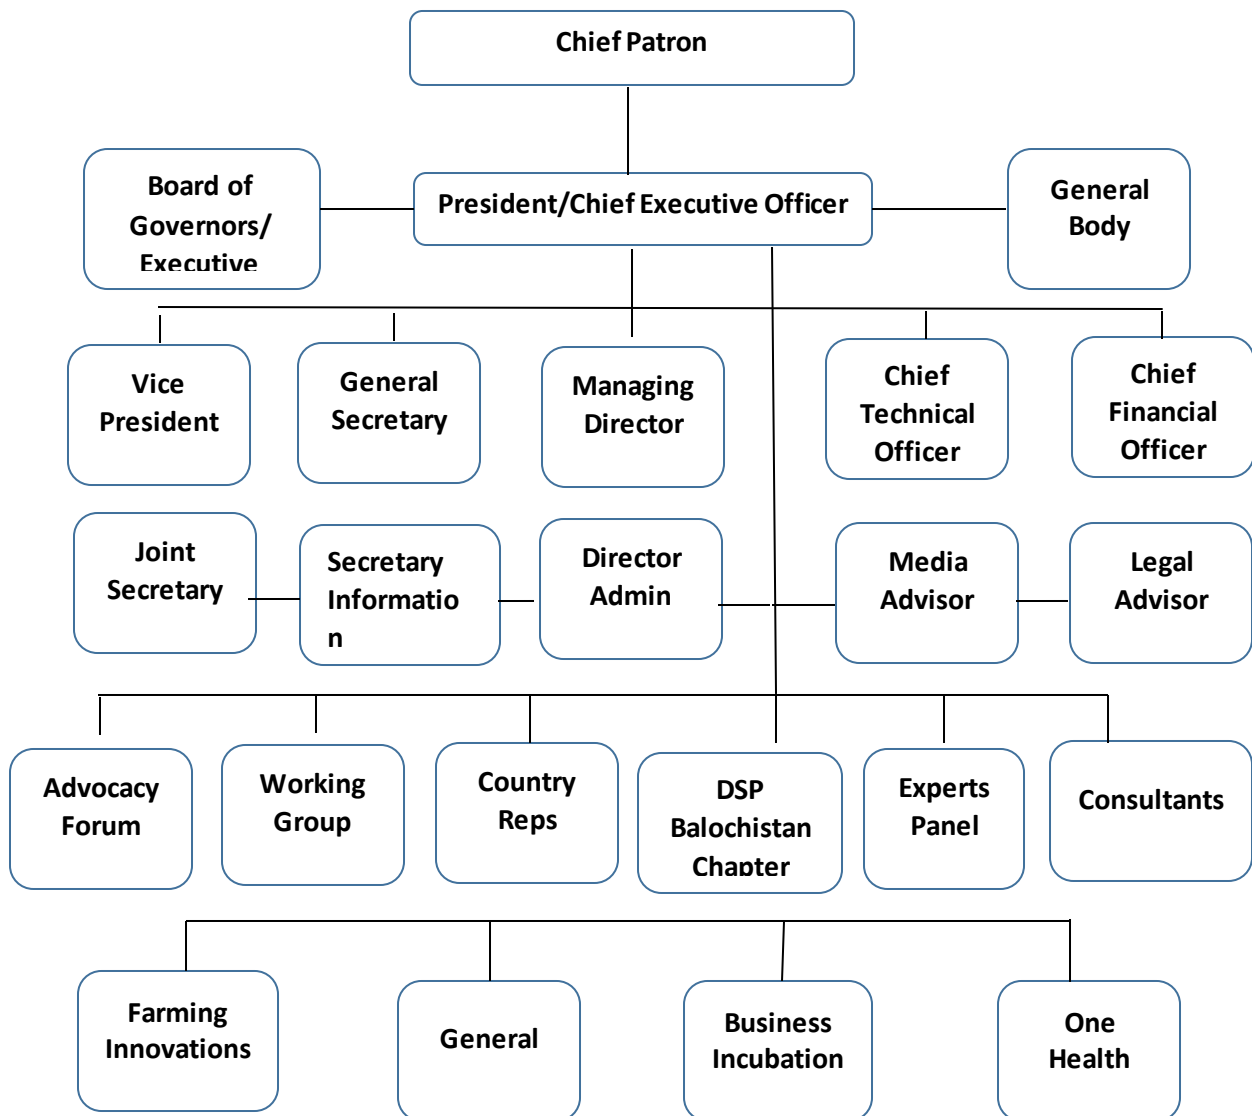 Chief Patron
Board of
Governors/
Executive
President/Chief Executive Officer
General
Body
Vice
President
General
Secretary
Managing
Director
Chief
Technical
Officer
Chief
Financial
Officer
Joint
Secretary
Secretary
Informatio
n
Director
Admin
Media
Advisor
Legal
Advisor
Advocacy
Forum
Working
Group
Country
Reps
DSP
Balochistan
Chapter
Experts
Panel
Consultants
Farming
Innovations
General
Business
Incubation
One
Health